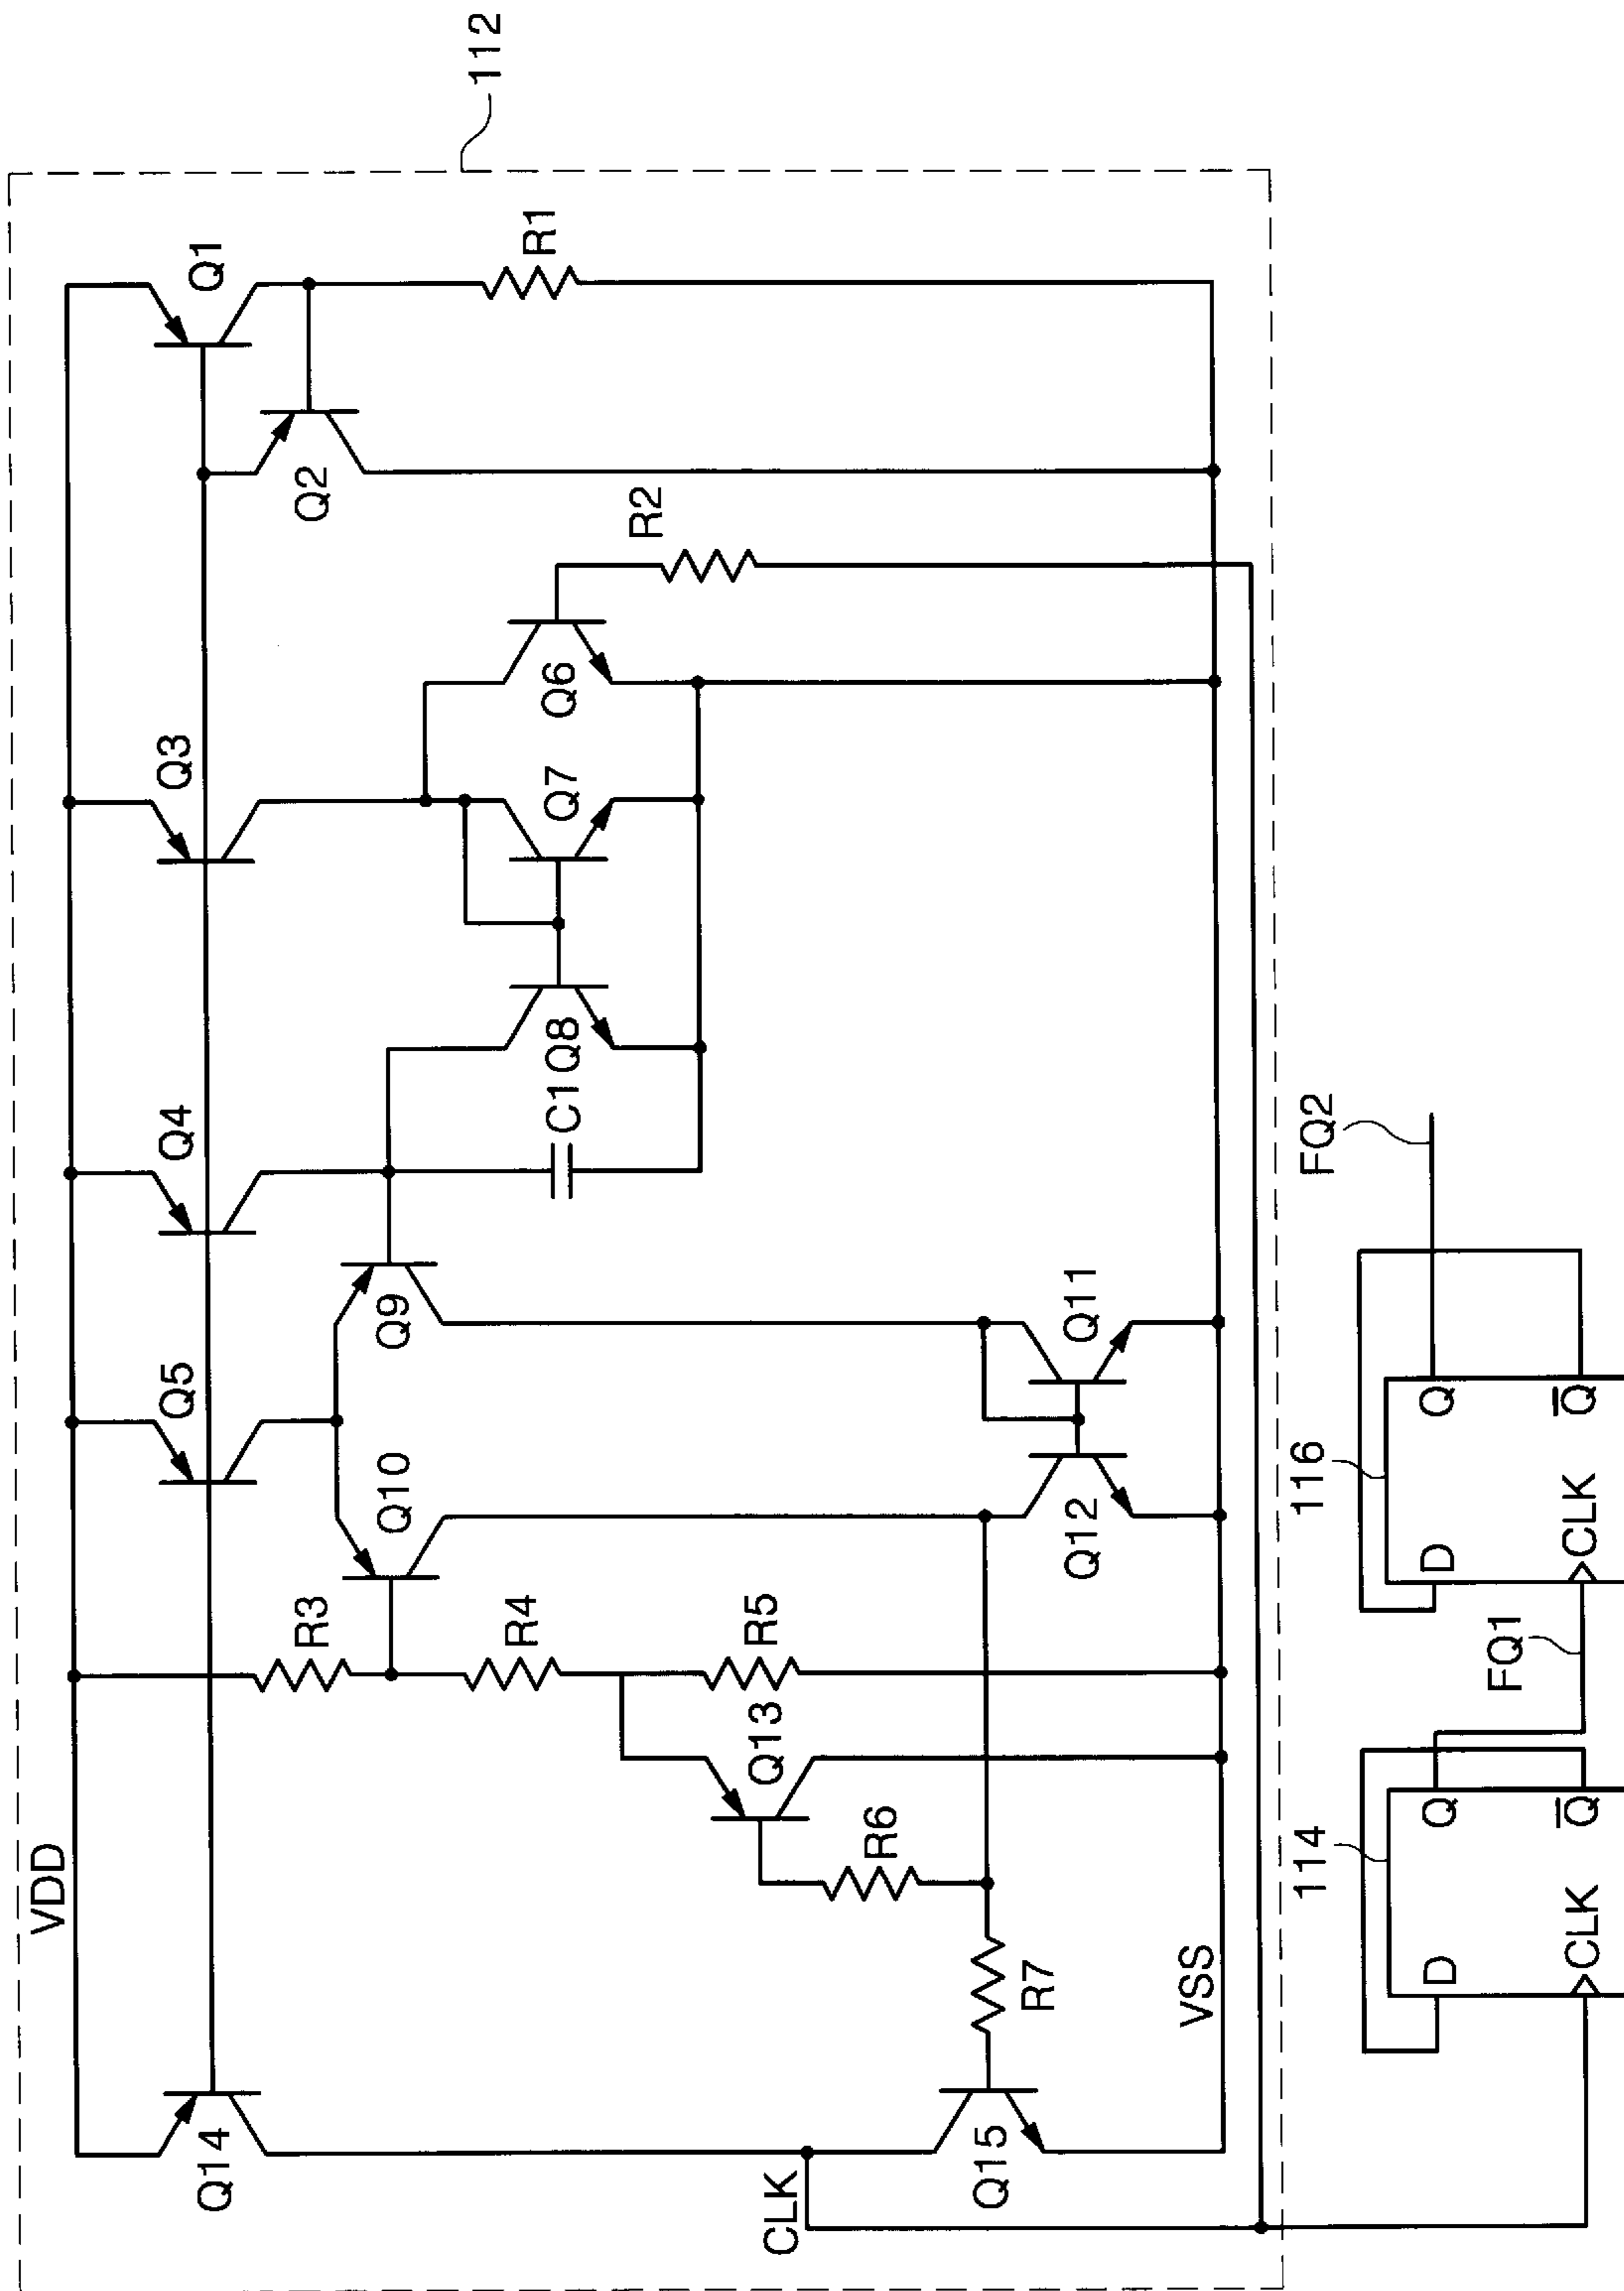 112
VDD
Q14
Q5
Q4
Q3
Q1
Q2
R1
R2
Q6
Q7
Q8
C1
Q9
Q10
R3
R4
R5
Q13
R6
R7
Q11
Q12
Q15
CLK
VSS
114
D
Q
CLK
Q̅
FQ1
116
D
Q
CLK
Q̅
FQ2